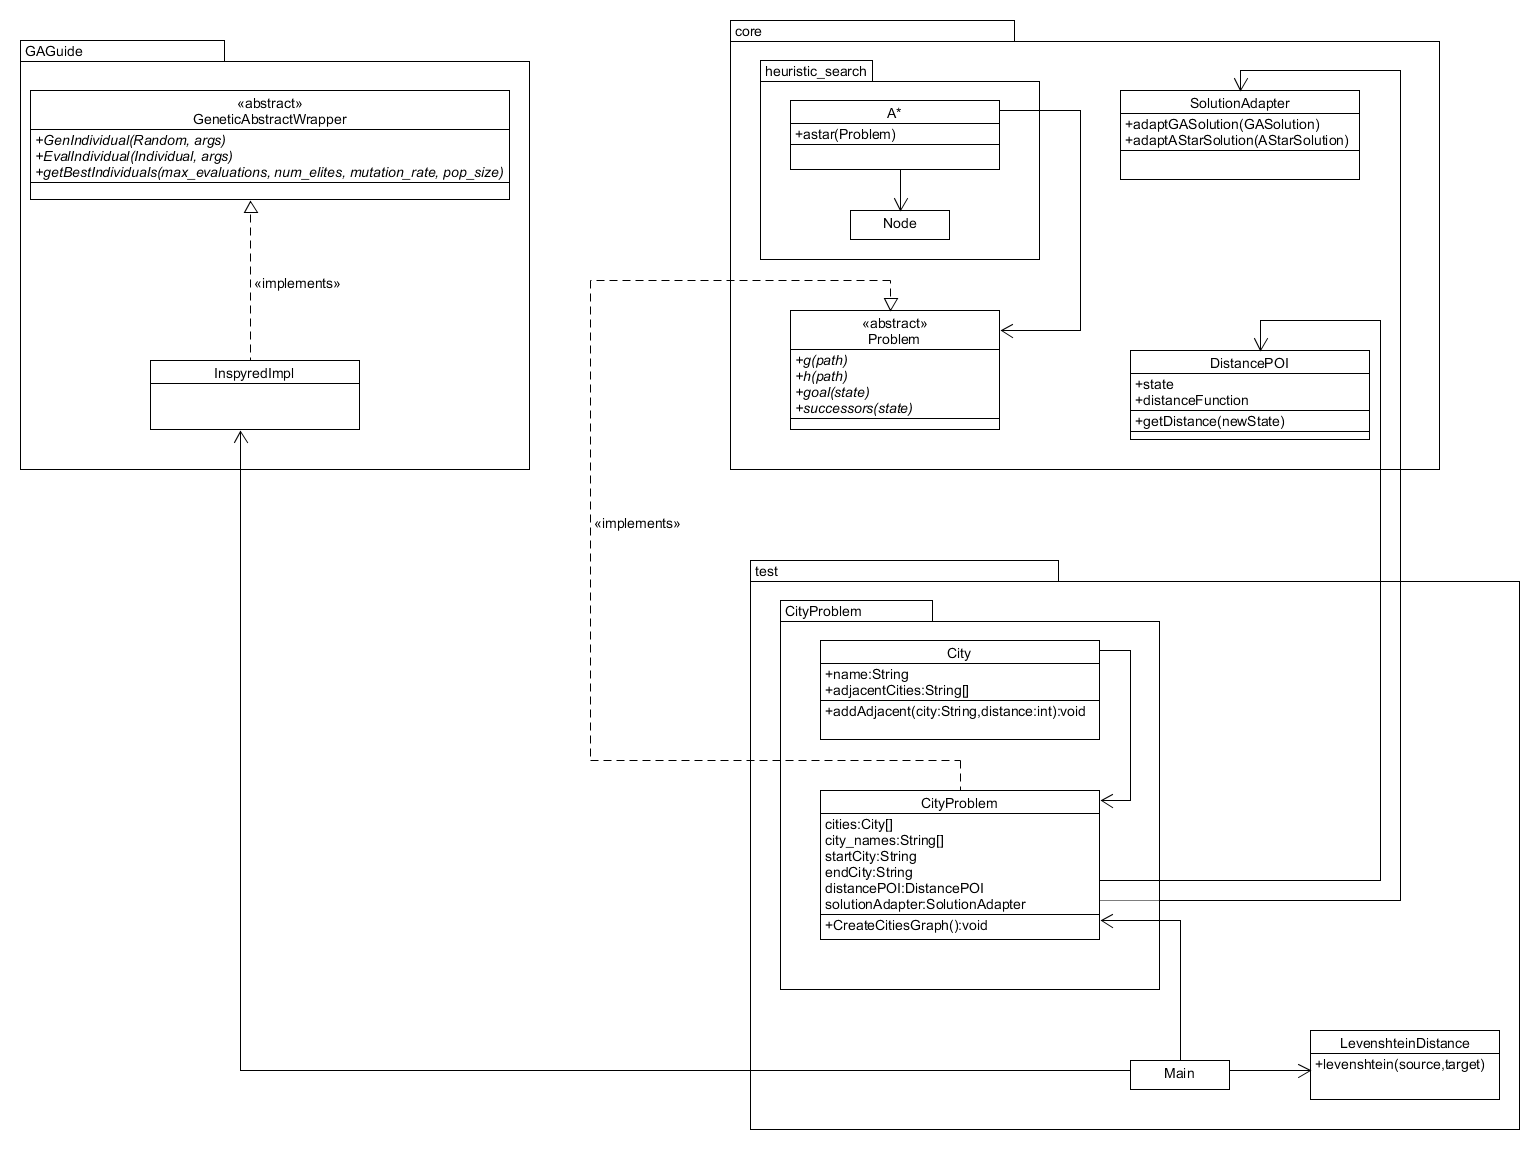 GAGuide
«abstract»
GeneticAbstractWrapper
+GenIndividual(Random, args)
+EvalIndividual(Individual, args)
+getBestIndividuals(max_evaluations, num_elites, mutation_rate, pop_size)
«implements»
InspyredImpl
core
heuristic_search
A*
+astar(Problem)
Node
SolutionAdapter
+adaptGASolution(GASolution)
+adaptAStarSolution(AStarSolution)
«abstract»
Problem
+g(path)
+h(path)
+goal(state)
+successors(state)
DistancePOI
+state
+distanceFunction
+getDistance(newState)
«implements»
test
CityProblem
City
+name:String
+adjacentCities:String[]
+addAdjacent(city:String,distance:int):void
CityProblem
cities:City[]
city_names:String[]
startCity:String
endCity:String
distancePOI:DistancePOI
solutionAdapter:SolutionAdapter
+CreateCitiesGraph():void
Main
LevenshteinDistance
+levenshtein(source,target)